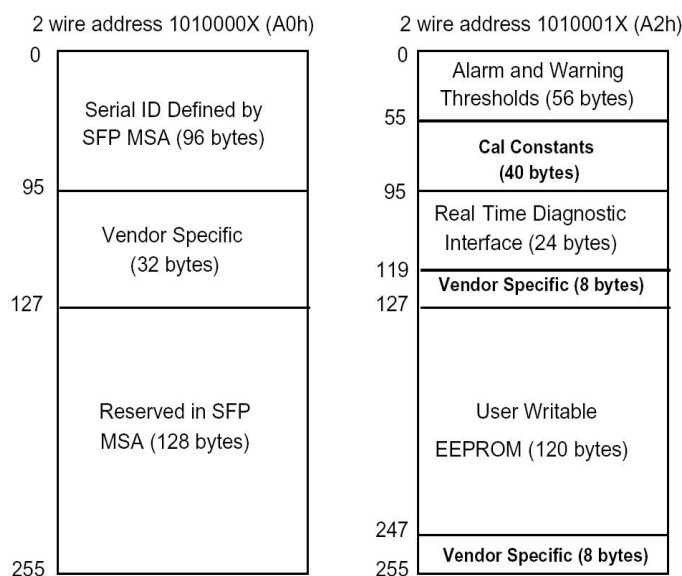 2 wire address 1010000X (A0h)
0
Serial ID Defined by
SFP MSA (96 bytes)
95
Vendor Specific
(32 bytes)
127
Reserved in SFP
MSA (128 bytes)
255
2 wire address 1010001X (A2h)
0
Alarm and Warning
Thresholds (56 bytes)
55
Cal Constants
(40 bytes)
95
Real Time Diagnostic
Interface (24 bytes)
119
Vendor Specific (8 bytes)
127
User Writable
EEPROM (120 bytes)
247
Vendor Specific (8 bytes)
255